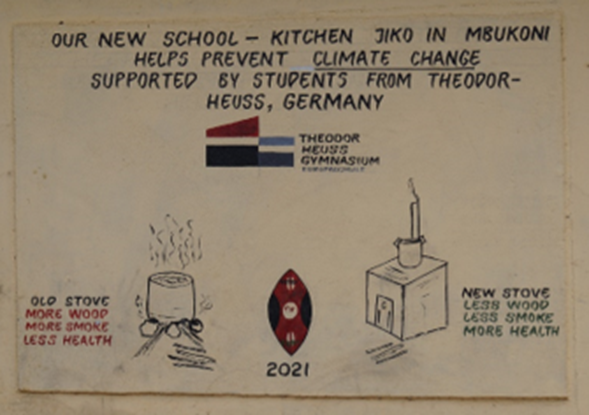 OUR NEW SCHOOL – KITCHEN JIKO IN MBUKONI
HELPS PREVENT CLIMATE CHANGE
SUPPORTED BY STUDENTS FROM THEODOR-
HEUSS, GERMANY
THEODOR
HEUSS
GYMNASIUM
OLD STOVE
MORE WOOD
MORE SMOKE
LESS HEALTH
2021
NEW STOVE
LESS WOOD
LESS SMOKE
MORE HEALTH